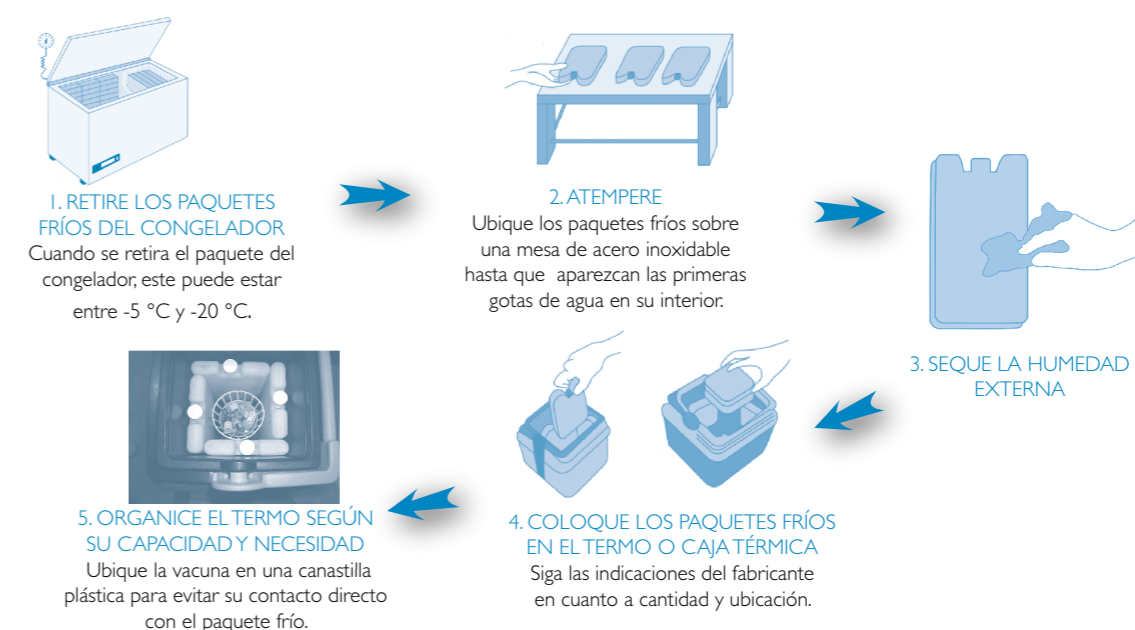 1. RETIRE LOS PAQUETES
FRÍOS DEL CONGELADOR
Cuando se retira el paquete del
congelador, este puede estar
entre -5 °C y -20 °C.
2. ATEMPERE
Ubique los paquetes fríos sobre
una mesa de acero inoxidable
hasta que aparezcan las primeras
gotas de agua en su interior.
3. SEQUE LA HUMEDAD
EXTERNA
4. COLOQUE LOS PAQUETES FRÍOS
EN EL TERMO O CAJA TÉRMICA
Siga las indicaciones del fabricante
en cuanto a cantidad y ubicación.
5. ORGANICE EL TERMO SEGÚN
SU CAPACIDAD Y NECESIDAD
Ubique la vacuna en una canastilla
plástica para evitar su contacto directo
con el paquete frío.